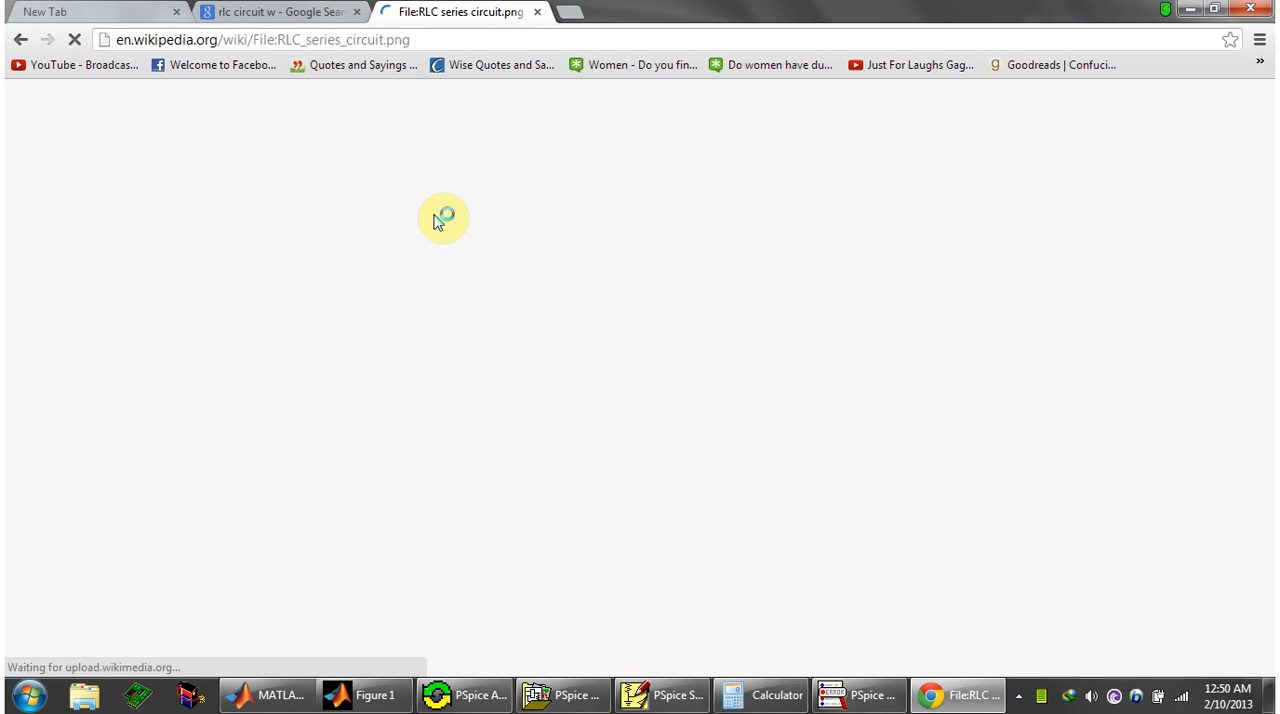 New Tab
rlc circuit w - Google Sear
File:RLC series circuit.png
en.wikipedia.org/wiki/File:RLC_series_circuit.png
YouTube - Broadcas... Welcome to Facebo... Quotes and Sayings ... Wise Quotes and Sa... Women - Do you fin... Do women have du... Just For Laughs Gag... g Goodreads | Confuci... »
Waiting for upload.wikimedia.org...
MATLA... Figure 1 PSpice A... PSpice ... PSpice S... Calculator ERROR PSpice ... File:RLC ... 12:50 AM
2/10/2013